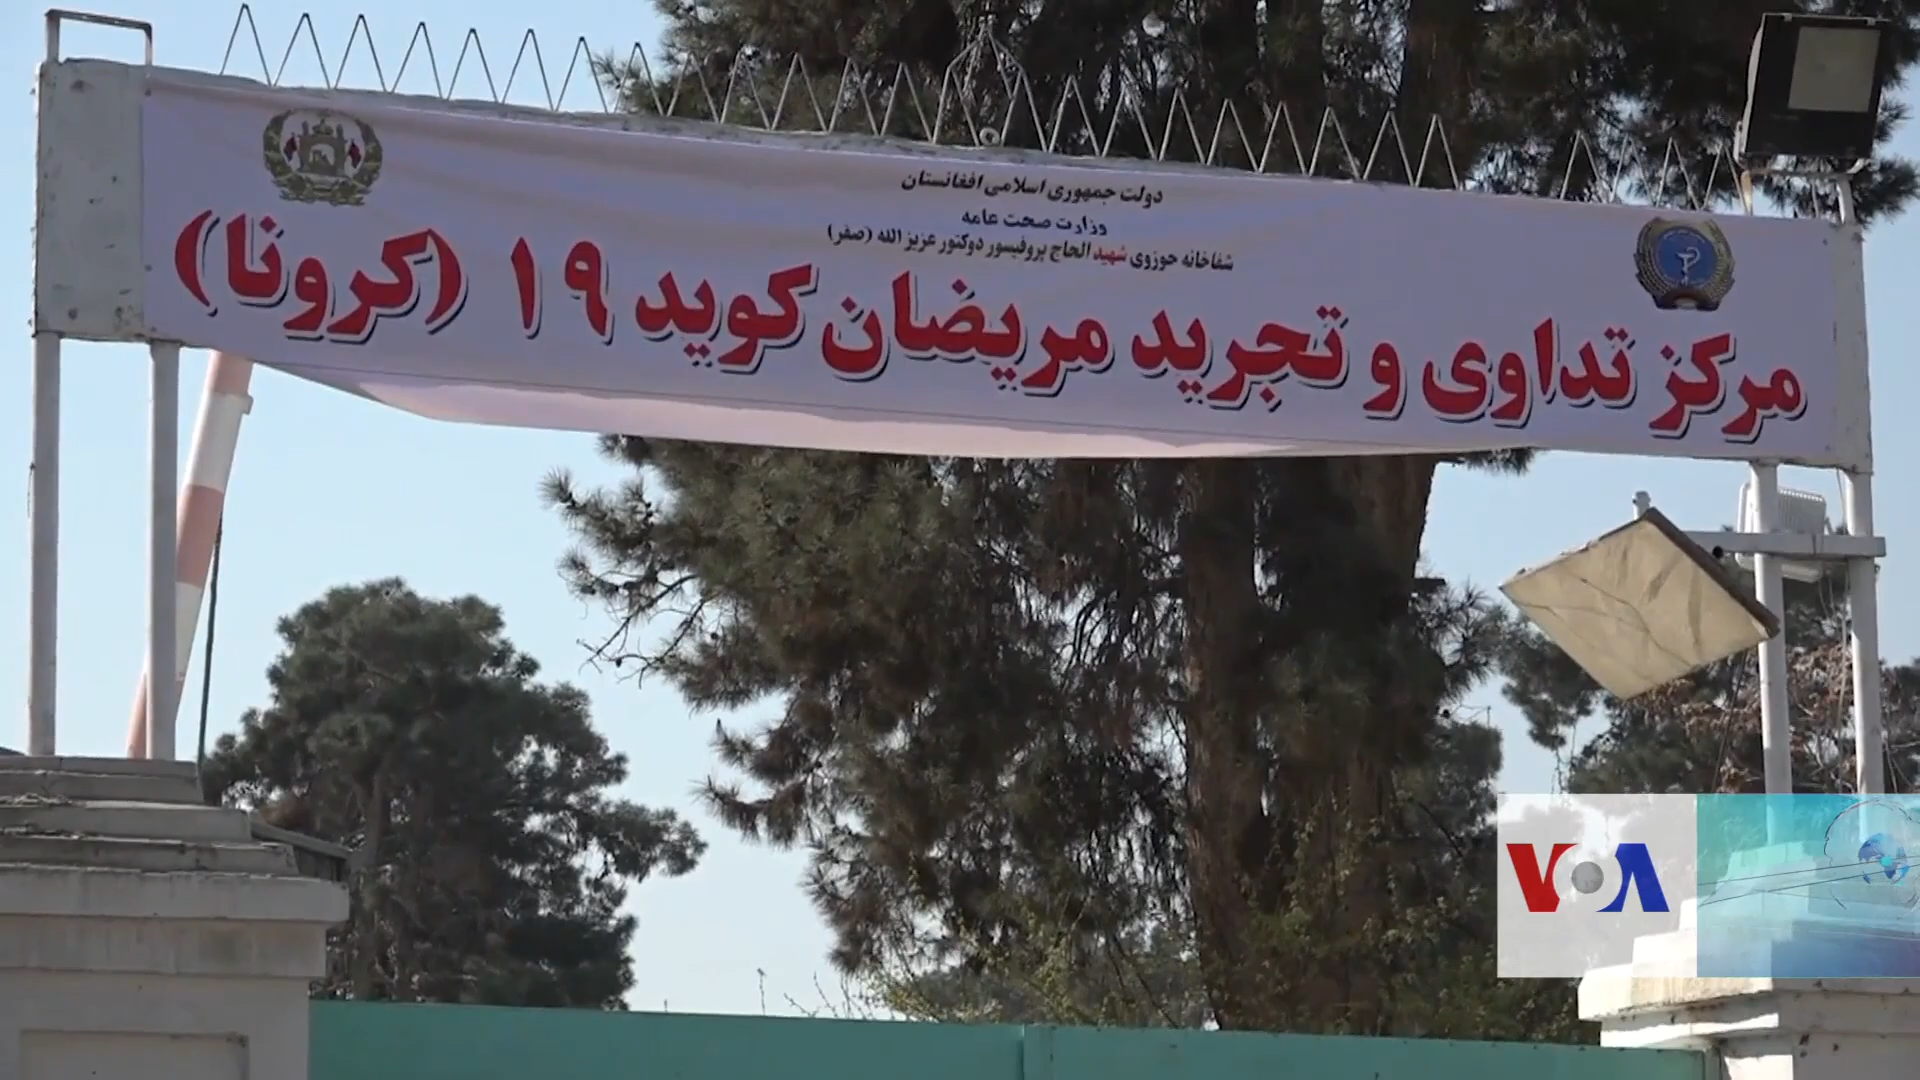 دولت جمهوری اسلامی افغانستان
وزارت صحت عامه
شفاخانه حوزوی شهید الحاج پروفیسور دوکتور عزیز الله (صفر)
مرکز تداوی و تجرید مریضان کوید ۱۹ (کرونا)
VOA